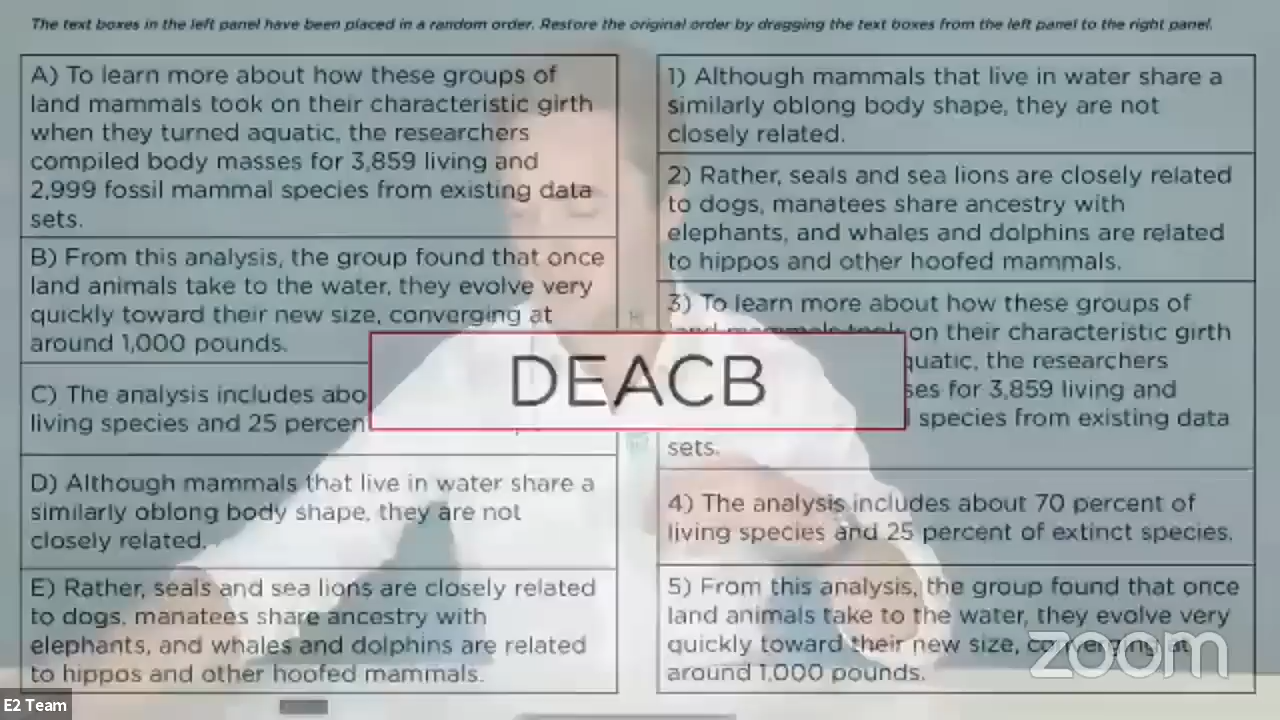 The text boxes in the left panel have been placed in a random order. Restore the original order by dragging the text boxes from the left panel to the right panel.
A) To learn more about how these groups of
land mammals took on their characteristic girth
when they turned aquatic, the researchers
compiled body masses for 3,859 living and
2,999 fossil mammal species from existing data
sets.
B) From this analysis, the group found that once
land animals take to the water, they evolve very
quickly toward their new size, converging at
around 1,000 pounds.
C) The analysis includes abo
living species and 25 percen
D) Although mammals that live in water share a
similarly oblong body shape, they are not
closely related.
E) Rather, seals and sea lions are closely related
to dogs, manatees share ancestry with
elephants, and whales and dolphins are related
to hippos and other hoofed mammals.
1) Although mammals that live in water share a
similarly oblong body shape, they are not
closely related.
2) Rather, seals and sea lions are closely related
to dogs, manatees share ancestry with
elephants, and whales and dolphins are related
to hippos and other hoofed mammals.
3) To learn more about how these groups of
land mammals took on their characteristic girth
quatic, the researchers
ses for 3,859 living and
species from existing data
sets.
4) The analysis includes about 70 percent of
living species and 25 percent of extinct species.
5) From this analysis, the group found that once
land animals take to the water, they evolve very
quickly toward their new size, converging at
around 1,000 pounds.
DEACB
zoom
E2 Team